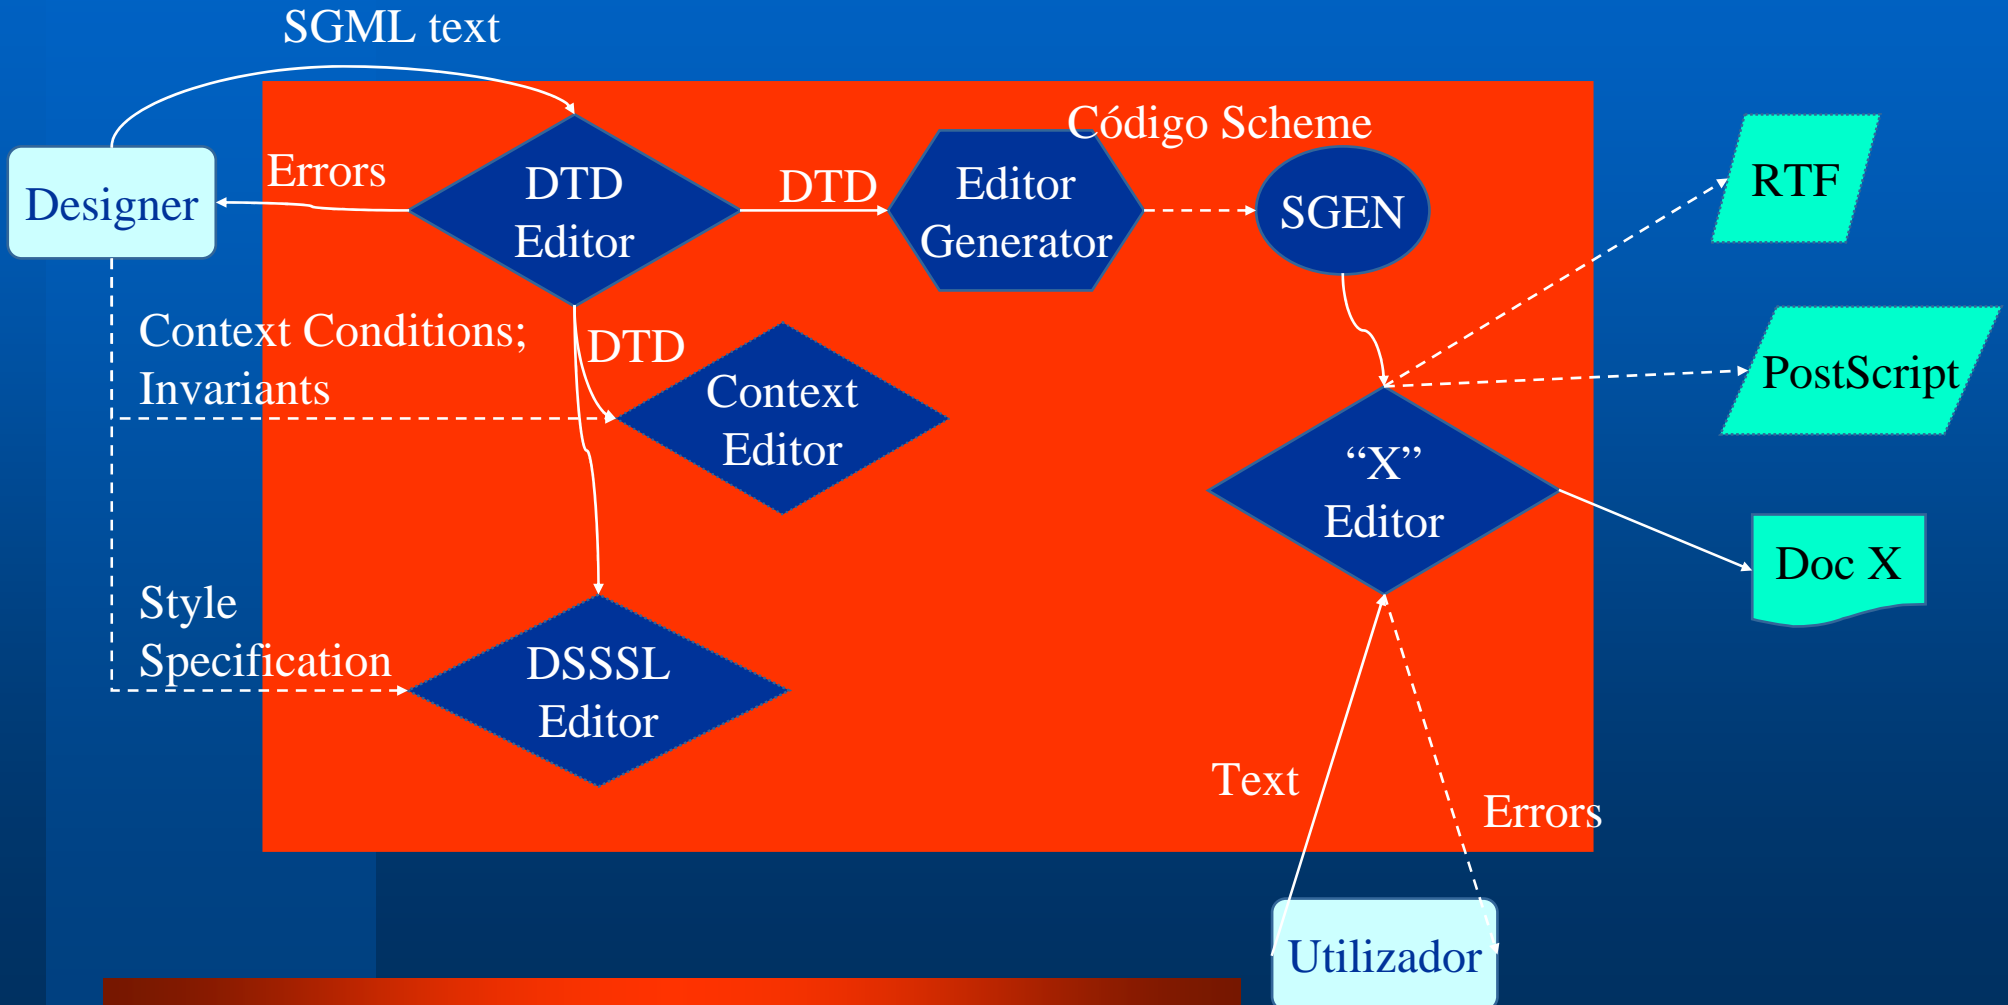 SGML text
Código Scheme
Designer
Errors
DTD
Editor
DTD
Editor
Generator
SGEN
RTF
Context Conditions;
Invariants
DTD
Context
Editor
PostScript
“X”
Editor
Doc X
Style
Specification
DSSSL
Editor
Text
Errors
Utilizador